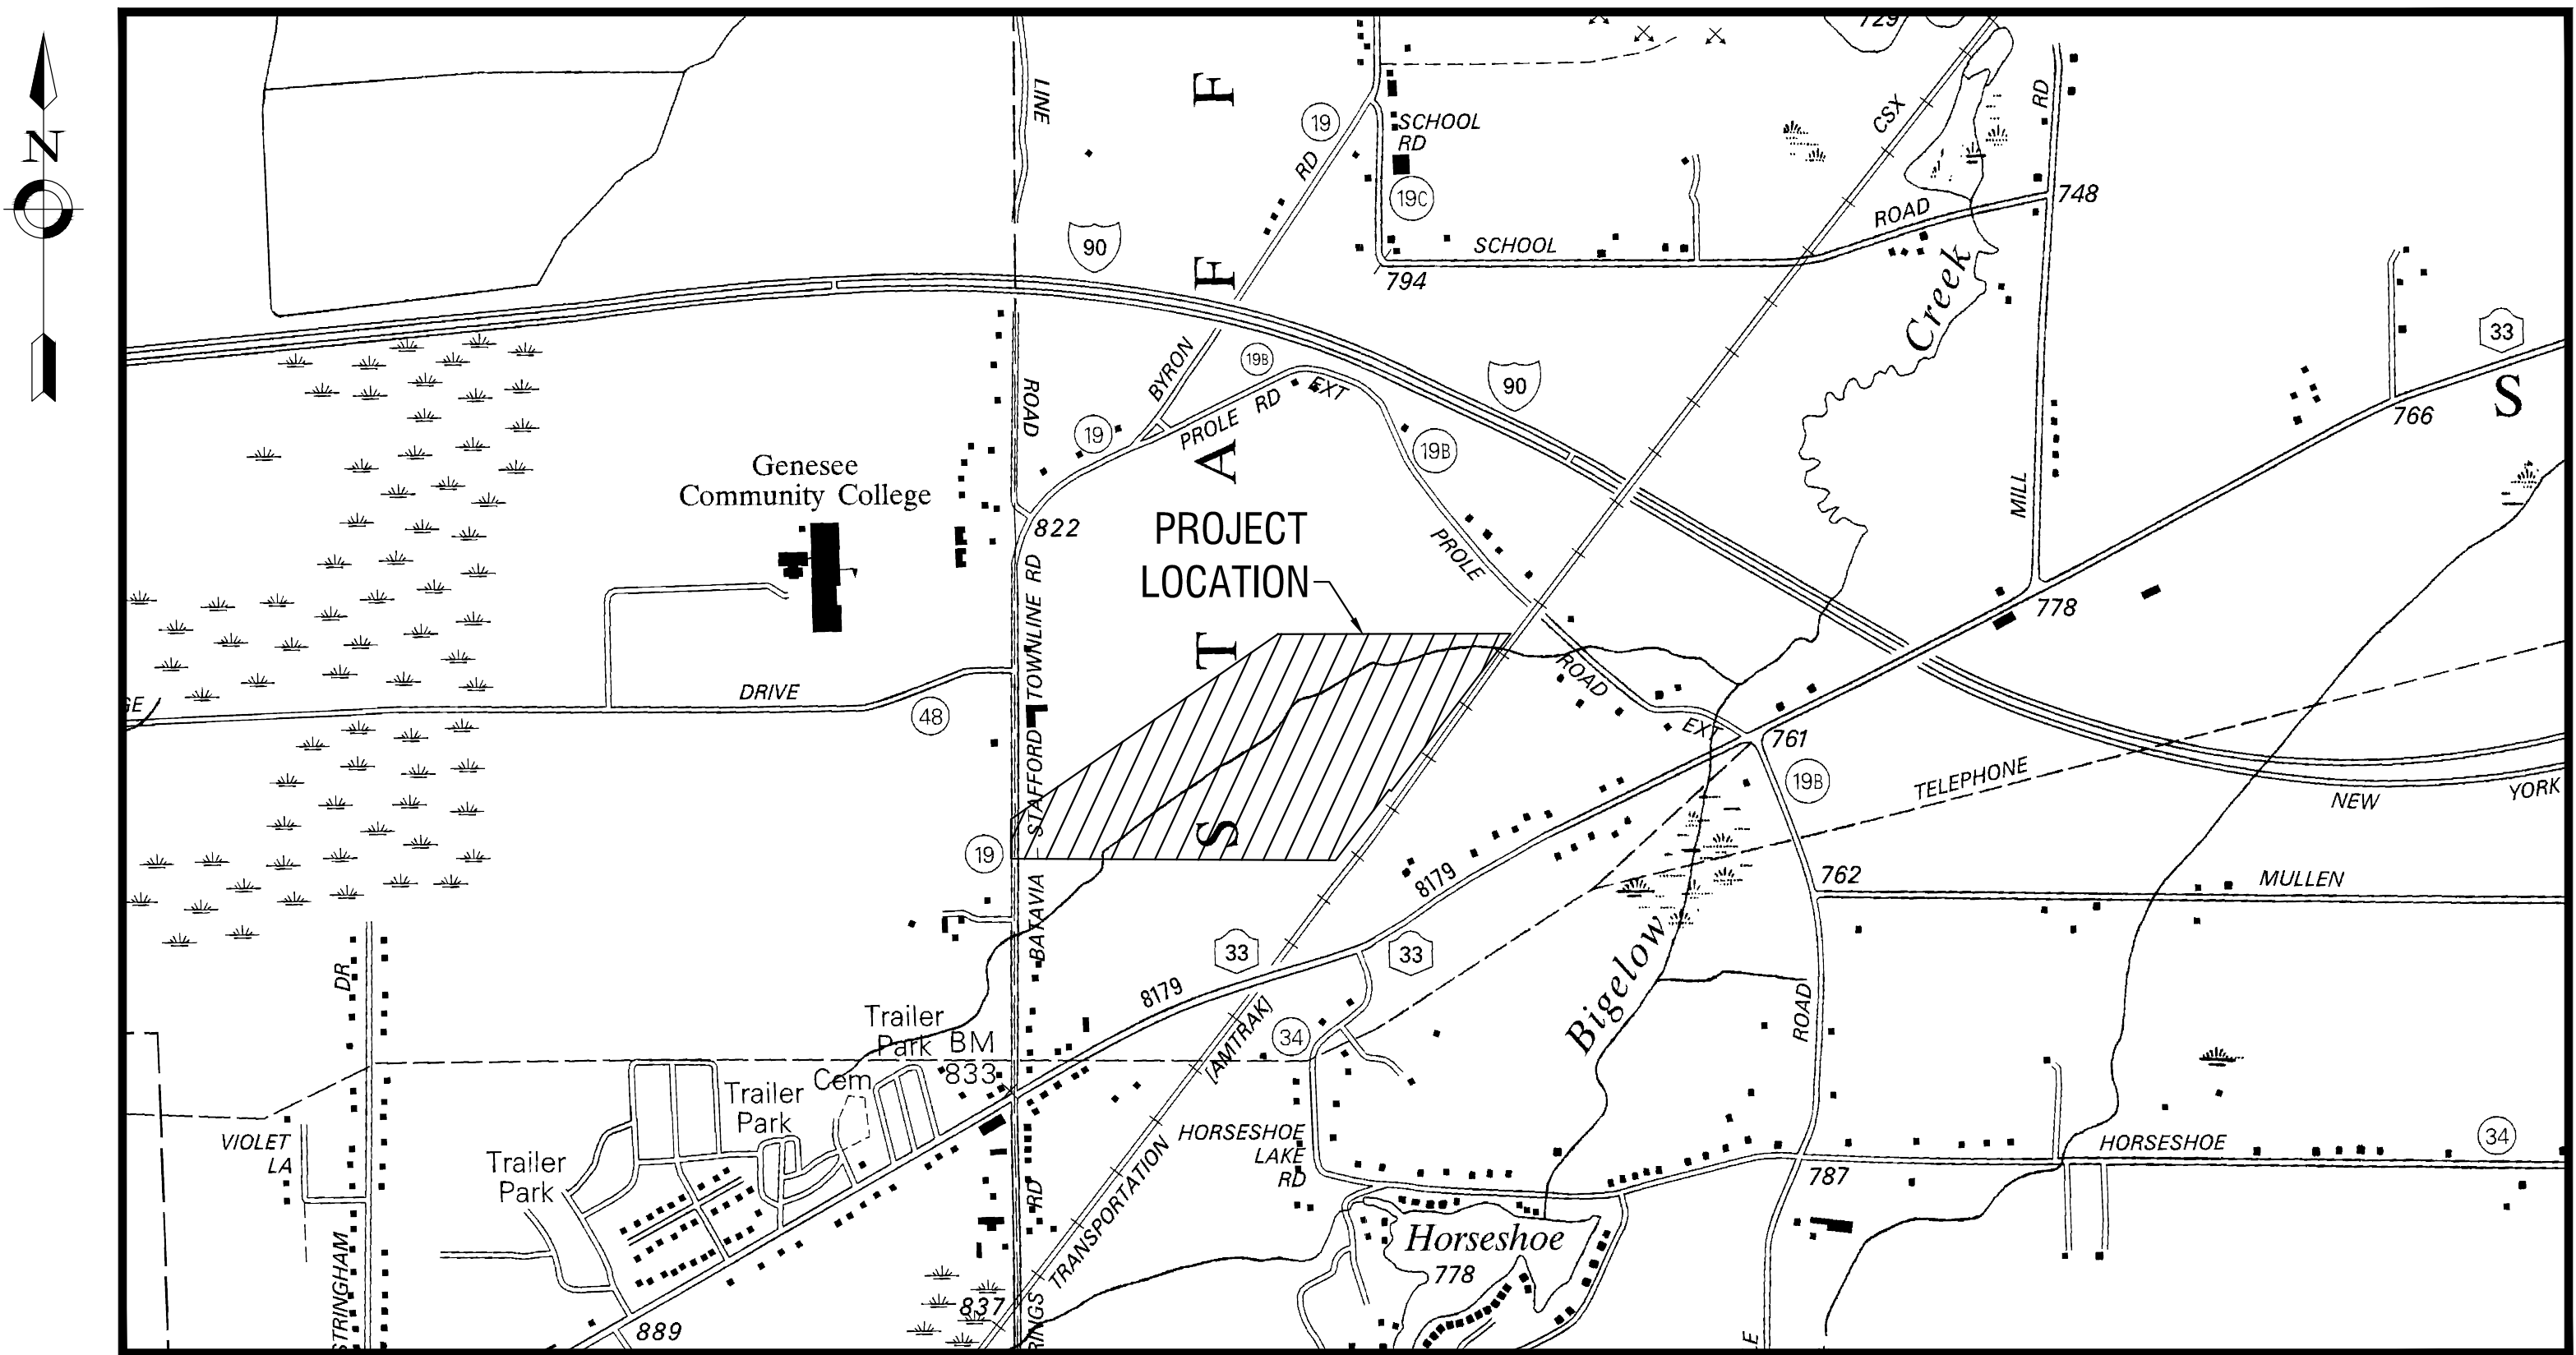 N
729
LINE
F
19
SCHOOL
RD
RD
CSX
RD
19C
748
ROAD
90
SCHOOL
F
794
Creek
33
BYRON
19B
EXT
90
S
ROAD
RD
766
19
PROLE
19B
A
Genesee
Community College
MILL
822
PROJECT
LOCATION
PROLE
778
STAFFORD TOWNLINE RD
T
ROAD
DRIVE
48
EXT
761
19B
TELEPHONE
NEW
YORK
S
19
8179
762
MULLEN
BATAVIA
33
33
Bigelow
DR
8179
ROAD
Trailer
Park
BM
833
34
[AMTRAK]
Cem
Trailer
Park
VIOLET
LA
HORSESHOE
LAKE
RD
34
HORSESHOE
Trailer
Park
787
RD
TRANSPORTATION
Horseshoe
778
STRINGHAM
837
RINGS
889